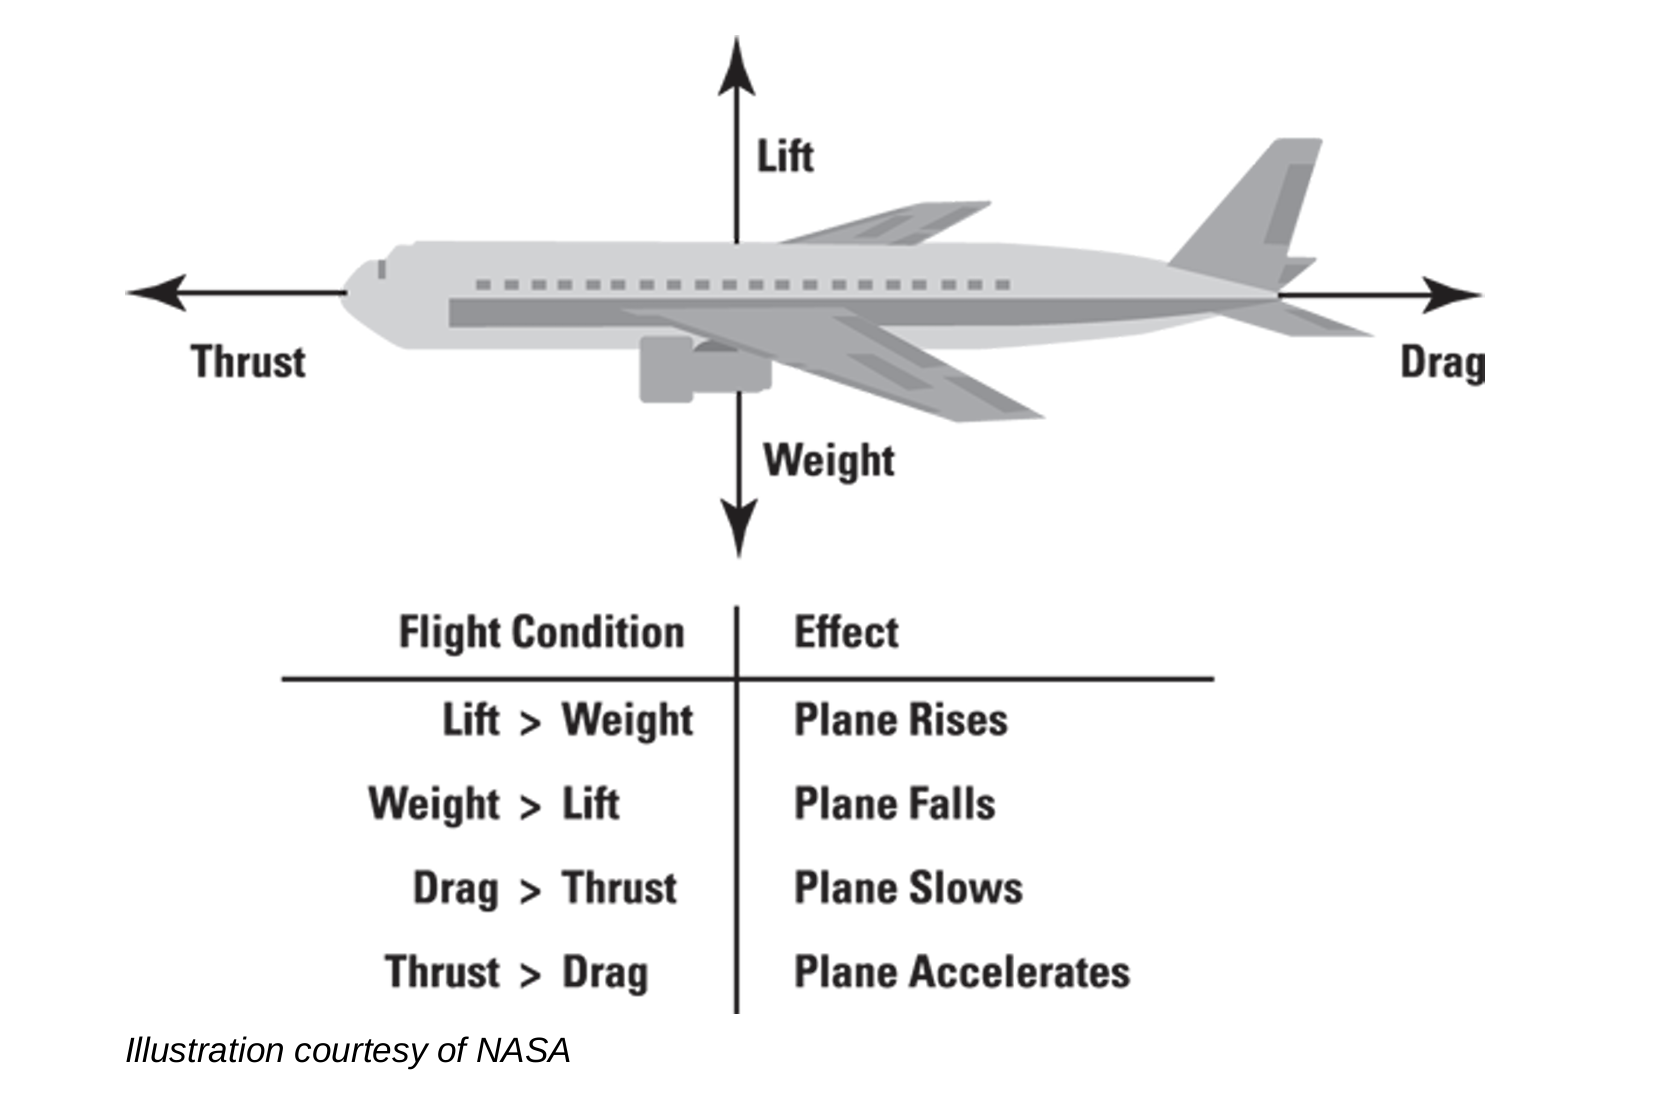 Lift
Thrust
Drag
Weight
Flight Condition Effect
Lift > Weight Plane Rises
Weight > Lift Plane Falls
Drag > Thrust Plane Slows
Thrust > Drag Plane Accelerates
Illustration courtesy of NASA